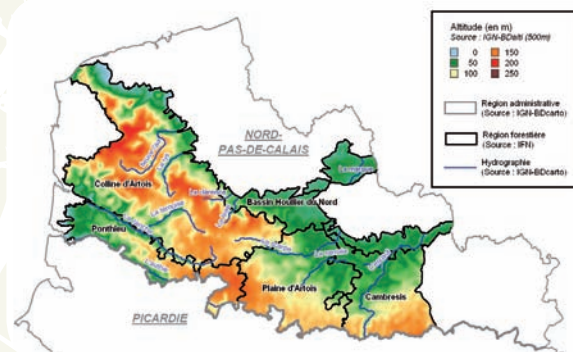 Altitude (en m)
Source : IGN-BDalti (500m)
0 150
50 200
100 250
Région administrative
(Source : IGN-BDcarto)
Région forestière
(Source : IFN)
Hydrographie
(Source : IGN-BDcarto)
NORD-
PAS-DE-CALAIS
Colline d'Artois
Bassin Houiller du Nord
Ponthieu
Plaine d'Artois
Cambresis
PICARDIE